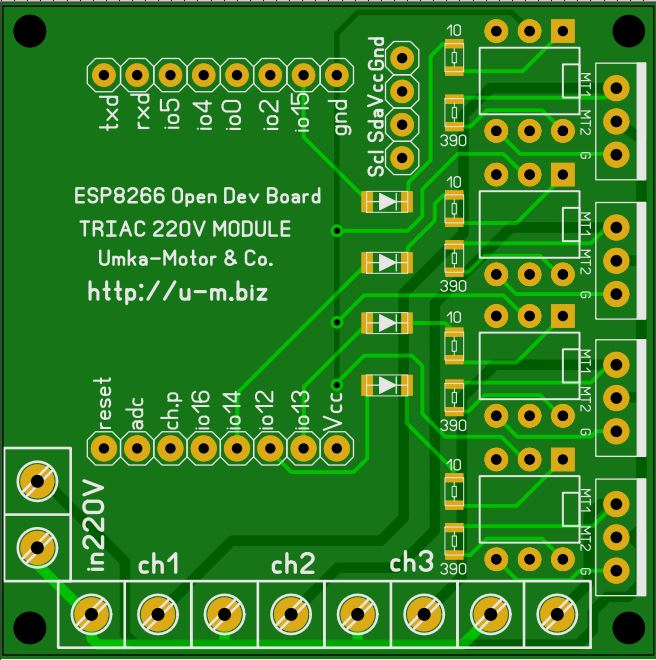 10
txd
rxd
io5
io4
io0
io2
io15
gnd
Scl Sda Vcc Gnd
390
MT1
MT2
G
ESP8266 Open Dev Board
TRIAC 220V MODULE
Umka-Motor & Co.
http://u-m.biz
10
390
MT1
MT2
G
10
390
MT1
MT2
G
reset
adc
ch.p
io16
io14
io12
io13
Vcc
10
390
MT1
MT2
G
in220V
ch1
ch2
ch3